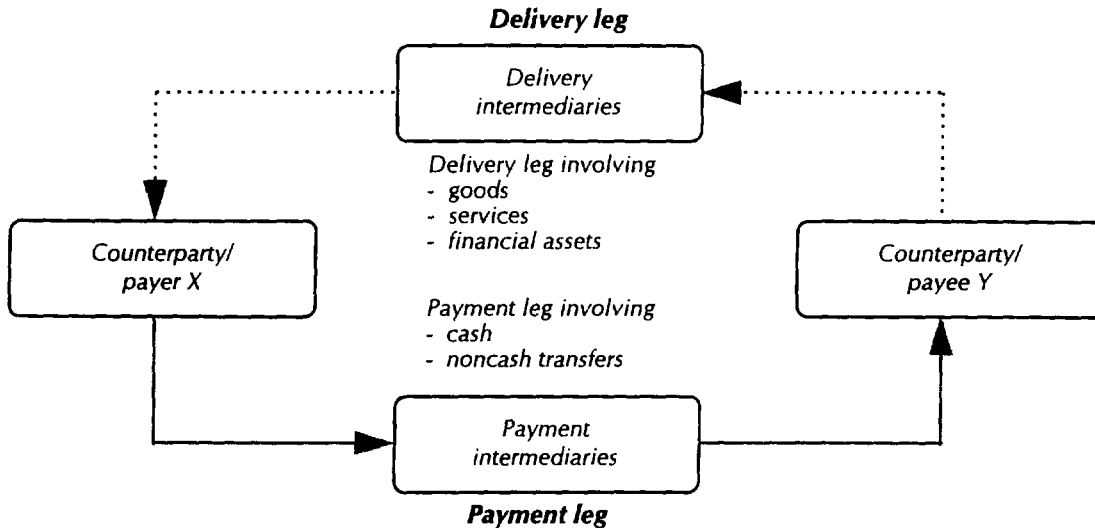 Delivery leg
Delivery
intermediaries
Delivery leg involving
- goods
- services
- financial assets
Counterparty/
payer X
Counterparty/
payee Y
Payment leg involving
- cash
- noncash transfers
Payment
intermediaries
Payment leg